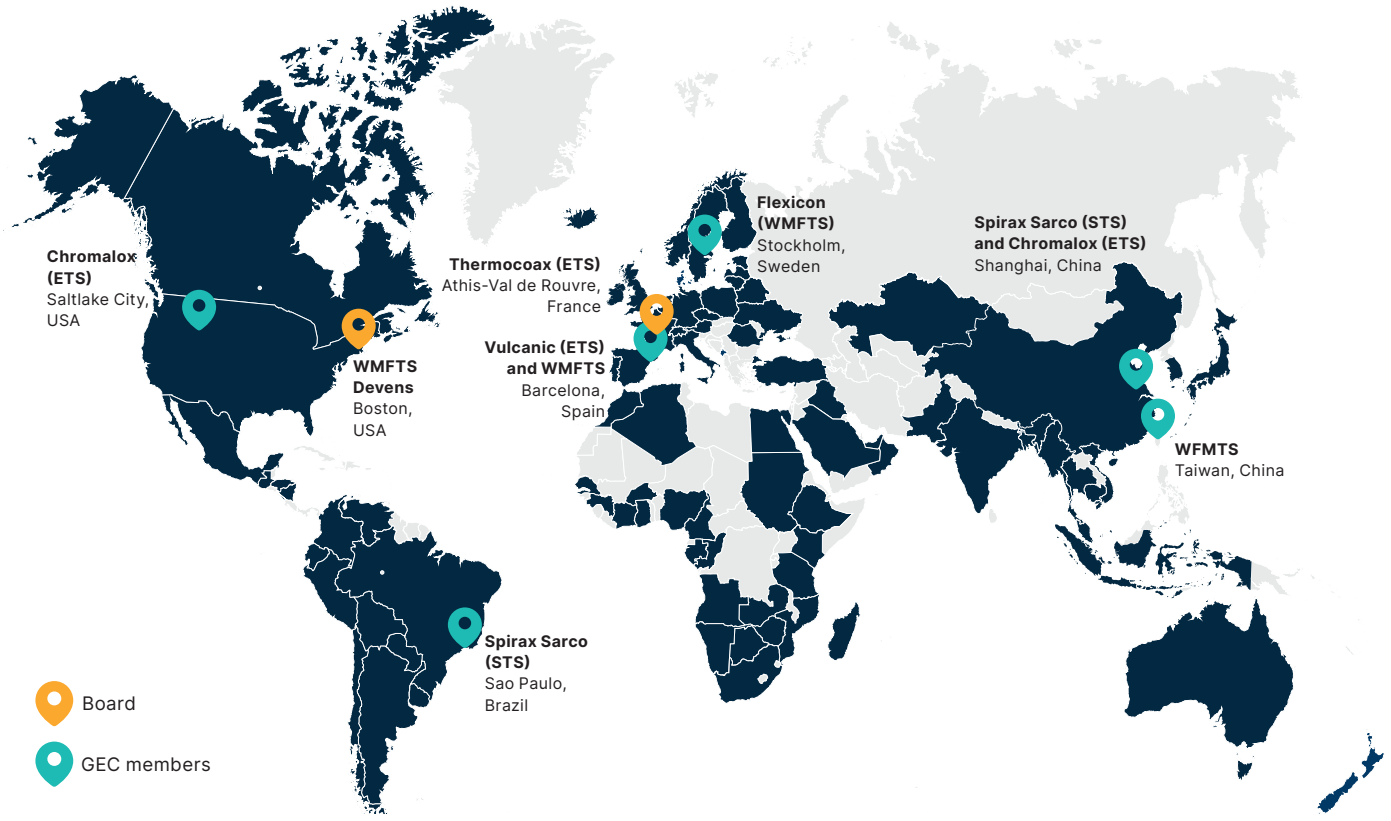 Chromalox
(ETS)
Saltlake City,
USA
WMFTS
Devens
Boston,
USA
Thermocoax (ETS)
Athis-Val de Rouvre,
France
Vulcanic (ETS)
and WMFTS
Barcelona,
Spain
Flexicon
(WMFTS)
Stockholm,
Sweden
Spirax Sarco (STS)
and Chromalox (ETS)
Shanghai, China
WFMTS
Taiwan, China
Spirax Sarco
(STS)
Sao Paulo,
Brazil
Board
GEC members